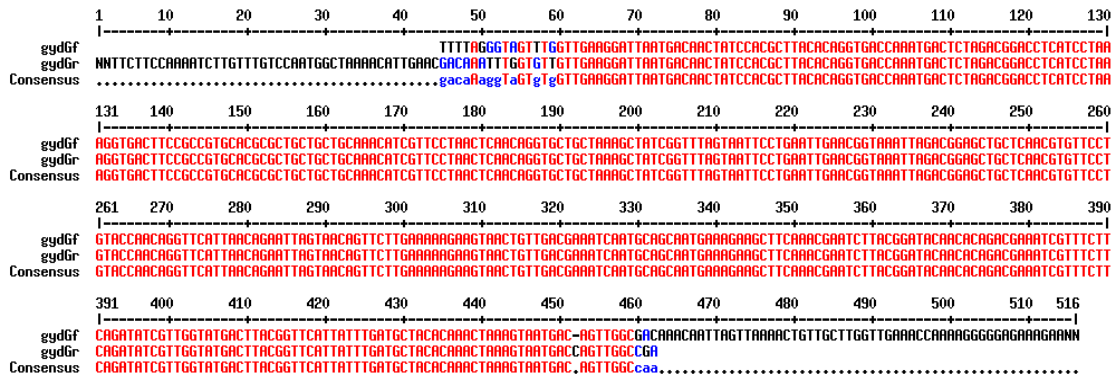 1 10 20 30 40 50 60 70 80 90 100 110 120 130
|--------+---------+---------+---------+---------+---------+---------+---------+---------+---------+---------+---------+---------|
gydGf TTTTAGGGTAGTTTGGTTGAAGGATTAATGACAACTATCCACGCTTACACAGGTGACCAAATGACTCTAGACGGACCTCATCCTAA
gydGr NNTTCTTCCAAAATCTTGTTTGTCCAATGGCTAAAACATTGAACGACAAATTTGGTGTTGTTGAAGGATTAATGACAACTATCCACGCTTACACAGGTGACCAAATGACTCTAGACGGACCTCATCCTAA
Consensus ............................................gacaAaggTaGTgTgGTTGAAGGATTAATGACAACTATCCACGCTTACACAGGTGACCAAATGACTCTAGACGGACCTCATCCTAA
131 140 150 160 170 180 190 200 210 220 230 240 250 260
|--------+---------+---------+---------+---------+---------+---------+---------+---------+---------+---------+---------+---------|
gydGf AGGTGACTTCCGCCGTGCACGCGCTGCTGCTGCAAACATCGTTCCTAACTCAACAGGTGCTGCTAAAGCTATCGGTTTAGTAATTCCTGAATTGAACGGTAAATTAGACGGAGCTGCTCAACGTGTTCCT
gydGr AGGTGACTTCCGCCGTGCACGCGCTGCTGCTGCAAACATCGTTCCTAACTCAACAGGTGCTGCTAAAGCTATCGGTTTAGTAATTCCTGAATTGAACGGTAAATTAGACGGAGCTGCTCAACGTGTTCCT
Consensus AGGTGACTTCCGCCGTGCACGCGCTGCTGCTGCAAACATCGTTCCTAACTCAACAGGTGCTGCTAAAGCTATCGGTTTAGTAATTCCTGAATTGAACGGTAAATTAGACGGAGCTGCTCAACGTGTTCCT
261 270 280 290 300 310 320 330 340 350 360 370 380 390
|--------+---------+---------+---------+---------+---------+---------+---------+---------+---------+---------+---------+---------|
gydGf GTACCAACAGGTTCATTAACAGAATTAGTAACAGTTCTTGAAAAAGAAGTAACTGTTGACGAAATCAATGCAGCAATGAAAGAAGCTTCAAACGAATCTTACGGATACAACACAGACGAAATCGTTTCTT
gydGr GTACCAACAGGTTCATTAACAGAATTAGTAACAGTTCTTGAAAAAGAAGTAACTGTTGACGAAATCAATGCAGCAATGAAAGAAGCTTCAAACGAATCTTACGGATACAACACAGACGAAATCGTTTCTT
Consensus GTACCAACAGGTTCATTAACAGAATTAGTAACAGTTCTTGAAAAAGAAGTAACTGTTGACGAAATCAATGCAGCAATGAAAGAAGCTTCAAACGAATCTTACGGATACAACACAGACGAAATCGTTTCTT
391 400 410 420 430 440 450 460 470 480 490 500 510 516
|--------+---------+---------+---------+---------+---------+---------+---------+---------+---------+---------+---------+-----|
gydGf CAGATATCGTTGGTATGACTTACGGTTCATTATTTGATGCTACACAAACTAAAGTAATGAC-AGTTGGCGACAAACAATTAGTTAAAACTGTTGCTTGGTTGAAACCAAAAGGGGGAGAAAGAANN
gydGr CAGATATCGTTGGTATGACTTACGGTTCATTATTTGATGCTACACAAACTAAAGTAATGACCAGTTGGCCGA
Consensus CAGATATCGTTGGTATGACTTACGGTTCATTATTTGATGCTACACAAACTAAAGTAATGAC.AGTTGGCcaa......................................................